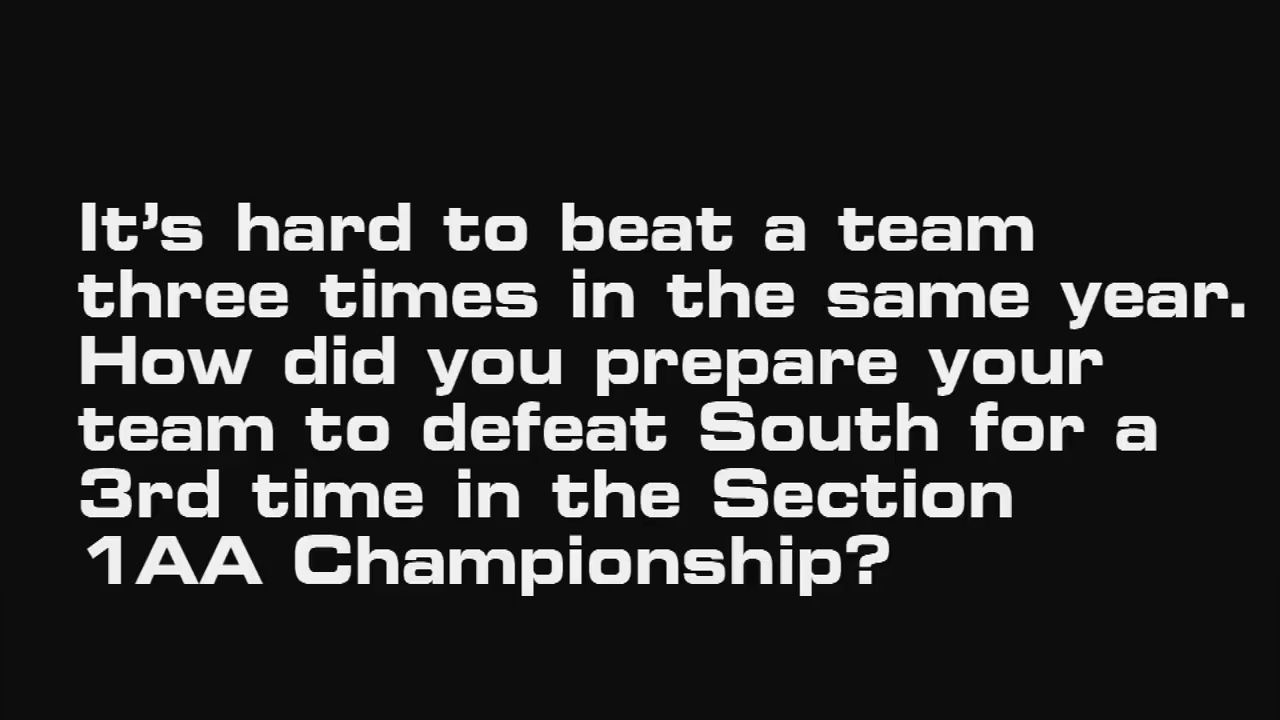 It’s hard to beat a team
three times in the same year.
How did you prepare your
team to defeat South for a
3rd time in the Section
1AA Championship?